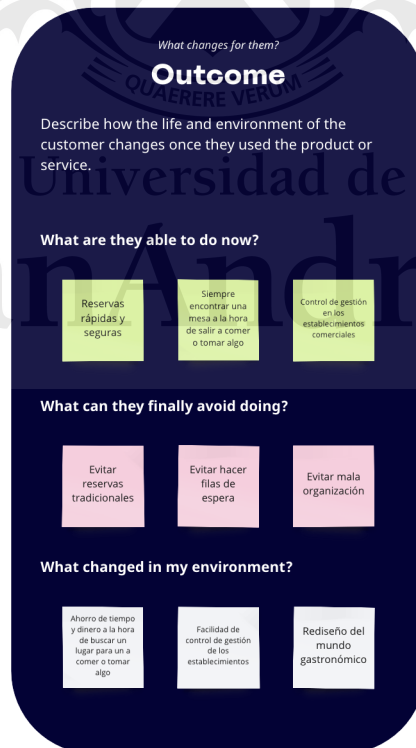 What changes for them?
Outcome
QUAERERE VERUM
Describe how the life and environment of the
customer changes once they used the product or
service.
Universidad de
anAndr
What are they able to do now?
Reservas
rápidas y
seguras
Siempre
encontrar una
mesa a la hora
de salir a comer
o tomar algo
Control de gestión
en los
establecimientos
comerciales
What can they finally avoid doing?
Evitar
reservas
tradicionales
Evitar hacer
filas de
espera
Evitar mala
organización
What changed in my environment?
Ahorro de tiempo
y dinero a la hora
de buscar un
lugar para un a
comer o tomar
algo
Facilidad de
control de gestión
de los
establecimientos
Rediseño del
mundo
gastronómico